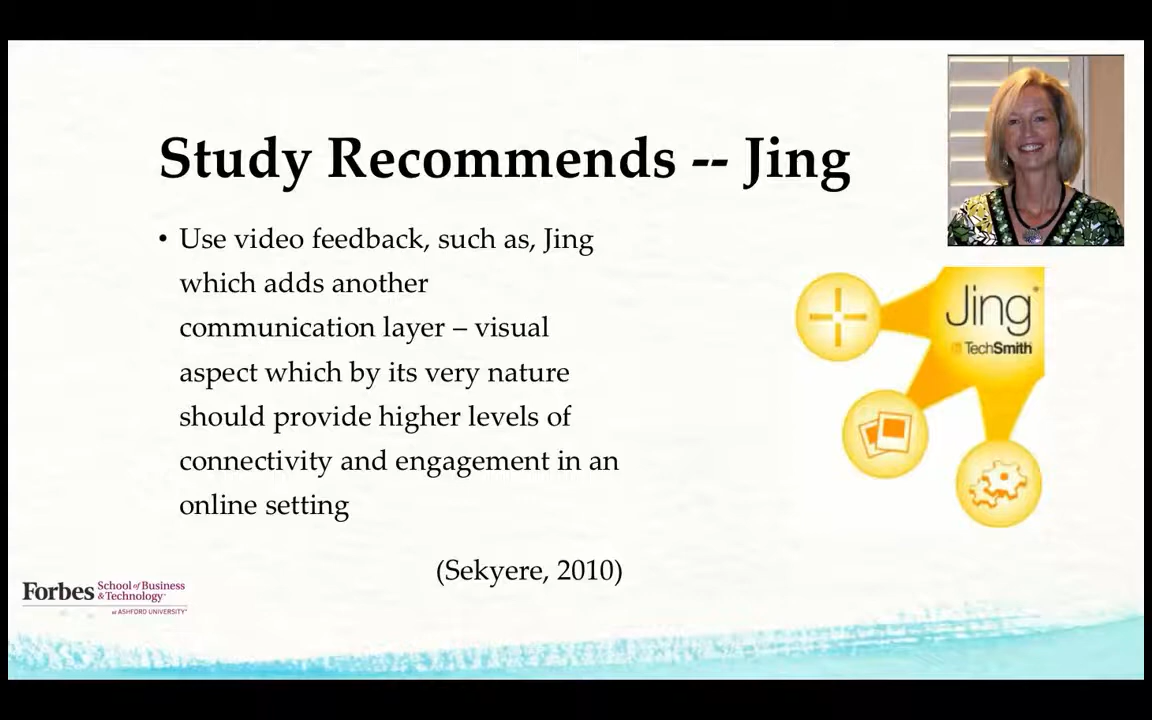 Study Recommends -- Jing
• Use video feedback, such as, Jing
which adds another
communication layer – visual
aspect which by its very nature
should provide higher levels of
connectivity and engagement in an
online setting
(Sekyere, 2010)
Jing
TechSmith
Forbes School of Business
& Technology
at ASHFORD UNIVERSITY